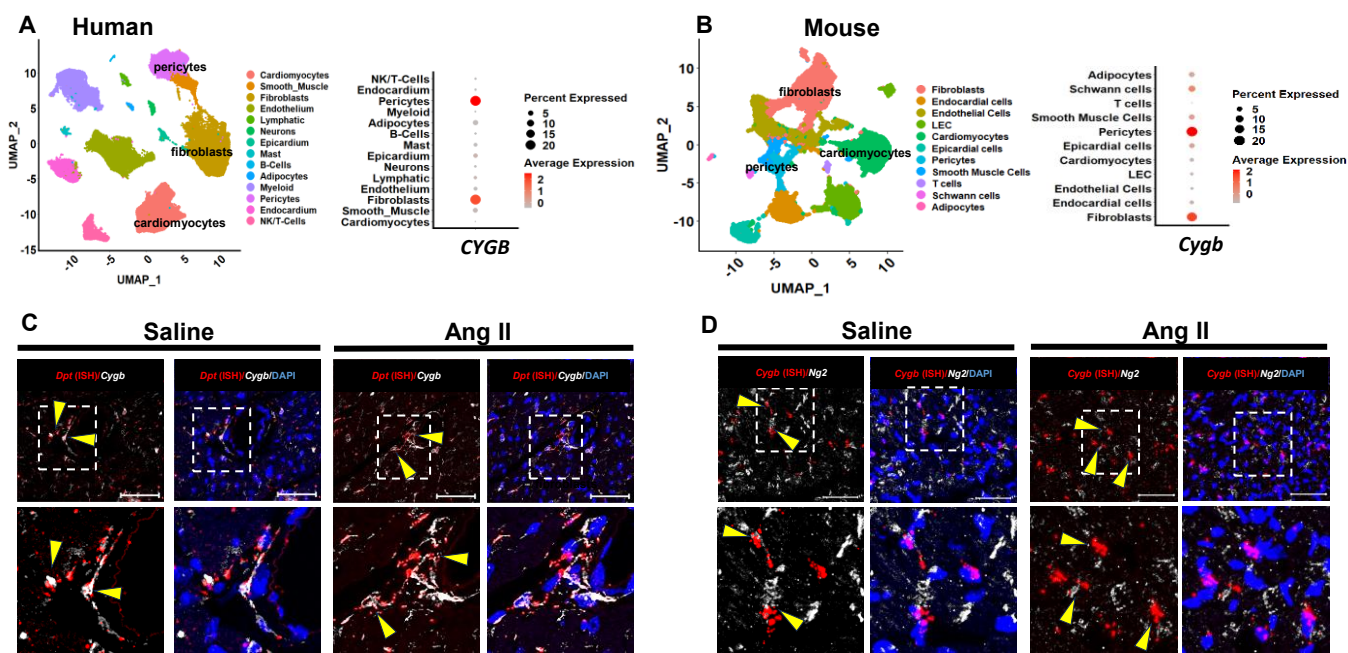 A
Human
pericytes
fibroblasts
cardiomyocytes
10
5
0
-5
-10
-15
UMAP_2
-10
-5
0
5
10
UMAP_1
Cardiomyocytes
Smooth_Muscle
Fibroblasts
Endothelium
Lymphatic
Neurons
Epicardium
Mast
B-Cells
Adipocytes
Myeloid
Pericytes
Endocardium
NK/T-Cells
NK/T-Cells
Endocardium
Pericytes
Myeloid
Adipocytes
B-Cells
Mast
Epicardium
Neurons
Lymphatic
Endothelium
Fibroblasts
Smooth_Muscle
Cardiomyocytes
CYGB
Percent Expressed
5
10
15
20
Average Expression
2
1
0
B
Mouse
fibroblasts
cardiomyocytes
pericytes
10
5
0
-5
-10
UMAP_2
-10
-5
0
5
10
UMAP_1
Fibroblasts
Endocardial cells
Endothelial Cells
LEC
Cardiomyocytes
Epicardial cells
Pericytes
Smooth Muscle Cells
T cells
Schwann cells
Adipocytes
Adipocytes
Schwann cells
T cells
Smooth Muscle Cells
Pericytes
Epicardial cells
Cardiomyocytes
LEC
Endothelial Cells
Endocardial cells
Fibroblasts
Cygb
Percent Expressed
5
10
15
20
Average Expression
2
1
0
C
Saline
Ang II
Dpt (ISH)/Cygb
Dpt (ISH)/Cygb/DAPI
Dpt (ISH)/Cygb
Dpt (ISH)/Cygb/DAPI
D
Saline
Ang II
Cygb (ISH)/Ng2
Cygb (ISH)/Ng2/DAPI
Cygb (ISH)/Ng2
Cygb (ISH)/Ng2/DAPI